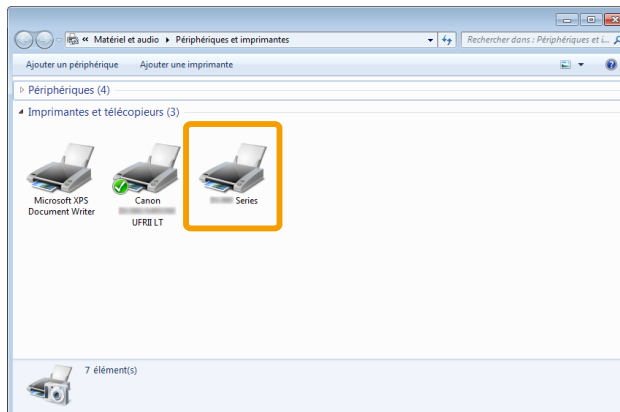 « Matériel et audio ▸ Périphériques et imprimantes
Rechercher dans : Périphériques et i...
Ajouter un périphérique Ajouter une imprimante
Périphériques (4)
Imprimantes et télécopieurs (3)
Microsoft XPS
Document Writer
Canon
UFRII LT
Series
7 élément(s)